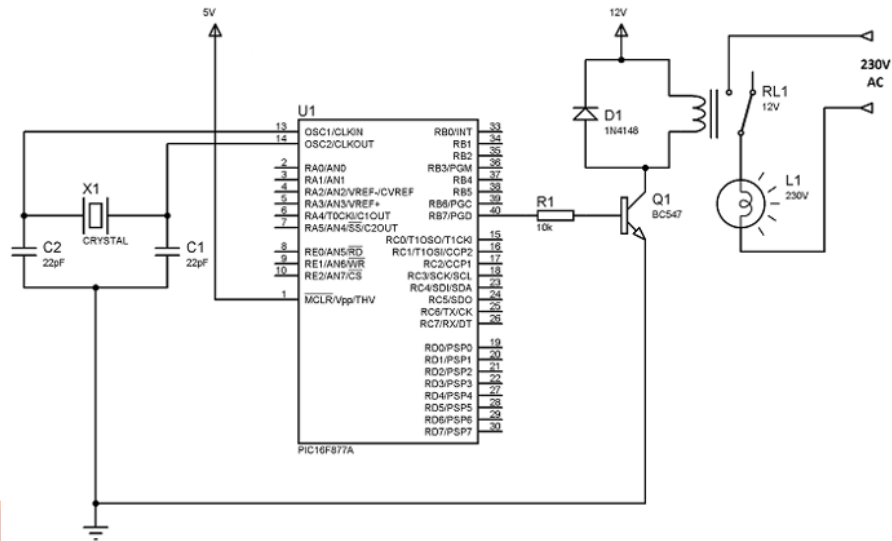 5V
12V
230V
AC
RL1
12V
D1
1N4148
U1
13 OSC1/CLKIN
14 OSC2/CLKOUT
2 RA0/AN0
3 RA1/AN1
4 RA2/AN2/VREF-/CVREF
5 RA3/AN3/VREF+
6 RA4/T0CKI/C1OUT
7 RA5/AN4/SS/C2OUT
8 RE0/AN5/RD
9 RE1/AN6/WR
10 RE2/AN7/CS
1 MCLR/Vpp/THV
RB0/INT 33
RB1 34
RB2 35
RB3/PGM 36
RB4 37
RB5 38
RB6/PGC 39
RB7/PGD 40
RC0/T1OSO/T1CKI 15
RC1/T1OSI/CCP2 16
RC2/CCP1 17
RC3/SCK/SCL 18
RC4/SDI/SDA 23
RC5/SDO 24
RC6/TX/CK 25
RC7/RX/DT 26
RD0/PSP0 19
RD1/PSP1 20
RD2/PSP2 21
RD3/PSP3 22
RD4/PSP4 27
RD5/PSP5 28
RD6/PSP6 29
RD7/PSP7 30
PIC16F877A
X1
CRYSTAL
C2
22pF
C1
22pF
R1
10k
Q1
BC547
L1
230V